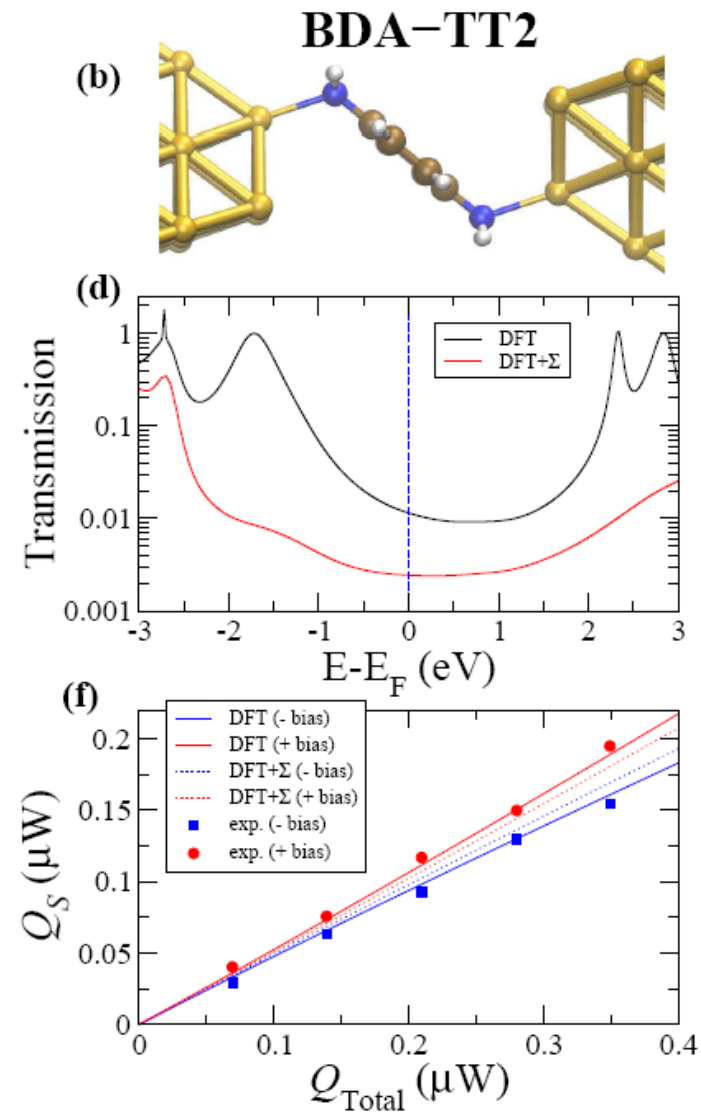 BDA−TT2
(b)
(d)
Transmission
1
0.1
0.01
0.001
DFT
DFT+Σ
-3 -2 -1 0 1 2 3
E-E_F (eV)
(f)
Q_S (μW)
0.2
0.15
0.1
0.05
0
DFT (- bias)
DFT (+ bias)
DFT+Σ (- bias)
DFT+Σ (+ bias)
exp. (- bias)
exp. (+ bias)
0 0.1 0.2 0.3 0.4
Q_Total (μW)